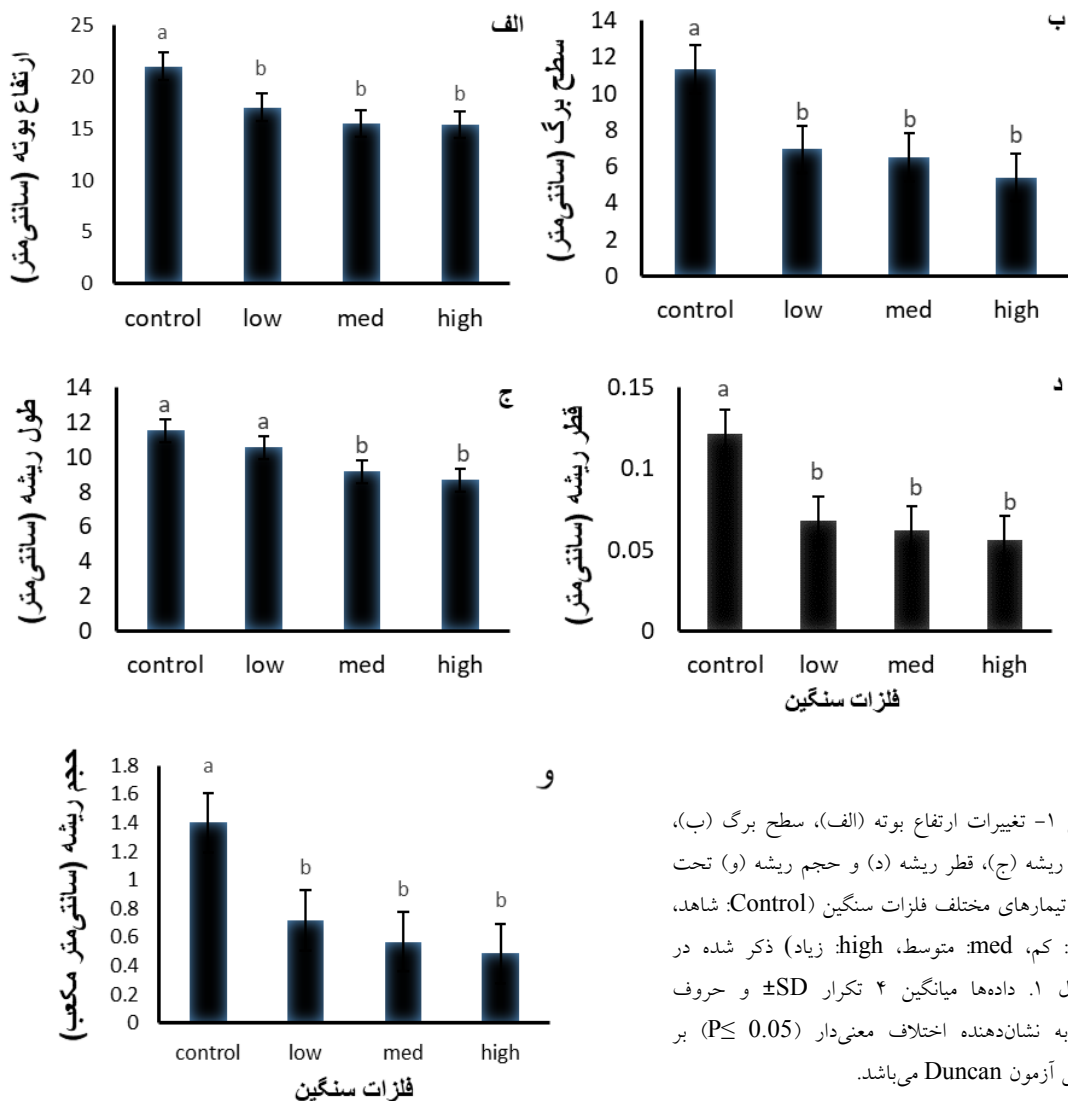 الف
ارتفاع بوته (سانتی‌متر)
25
20
15
10
5
0
a
b
b
b
control low med high
ب
سطح برگ (سانتی‌متر)
14
12
10
8
6
4
2
0
a
b
b
b
control low med high
ج
طول ریشه (سانتی‌متر)
14
12
10
8
6
4
2
0
a
a
b
b
control low med high
د
قطر ریشه (سانتی‌متر)
0.15
0.1
0.05
0
a
b
b
b
control low med high
فلزات سنگین
و
حجم ریشه (سانتی‌متر مکعب)
1.8
1.6
1.4
1.2
1
0.8
0.6
0.4
0.2
0
a
b
b
b
control low med high
فلزات سنگین
۱- تغییرات ارتفاع بوته (الف)، سطح برگ (ب)،
ریشه (ج)، قطر ریشه (د) و حجم ریشه (و) تحت
تیمارهای مختلف فلزات سنگین (Control: شاهد،
: کم، med: متوسط، high: زیاد) ذکر شده در
۱. داده‌ها میانگین ۴ تکرار SD± و حروف
نشان‌دهنده اختلاف معنی‌دار (P≤ 0.05) بر
آزمون Duncan می‌باشد.